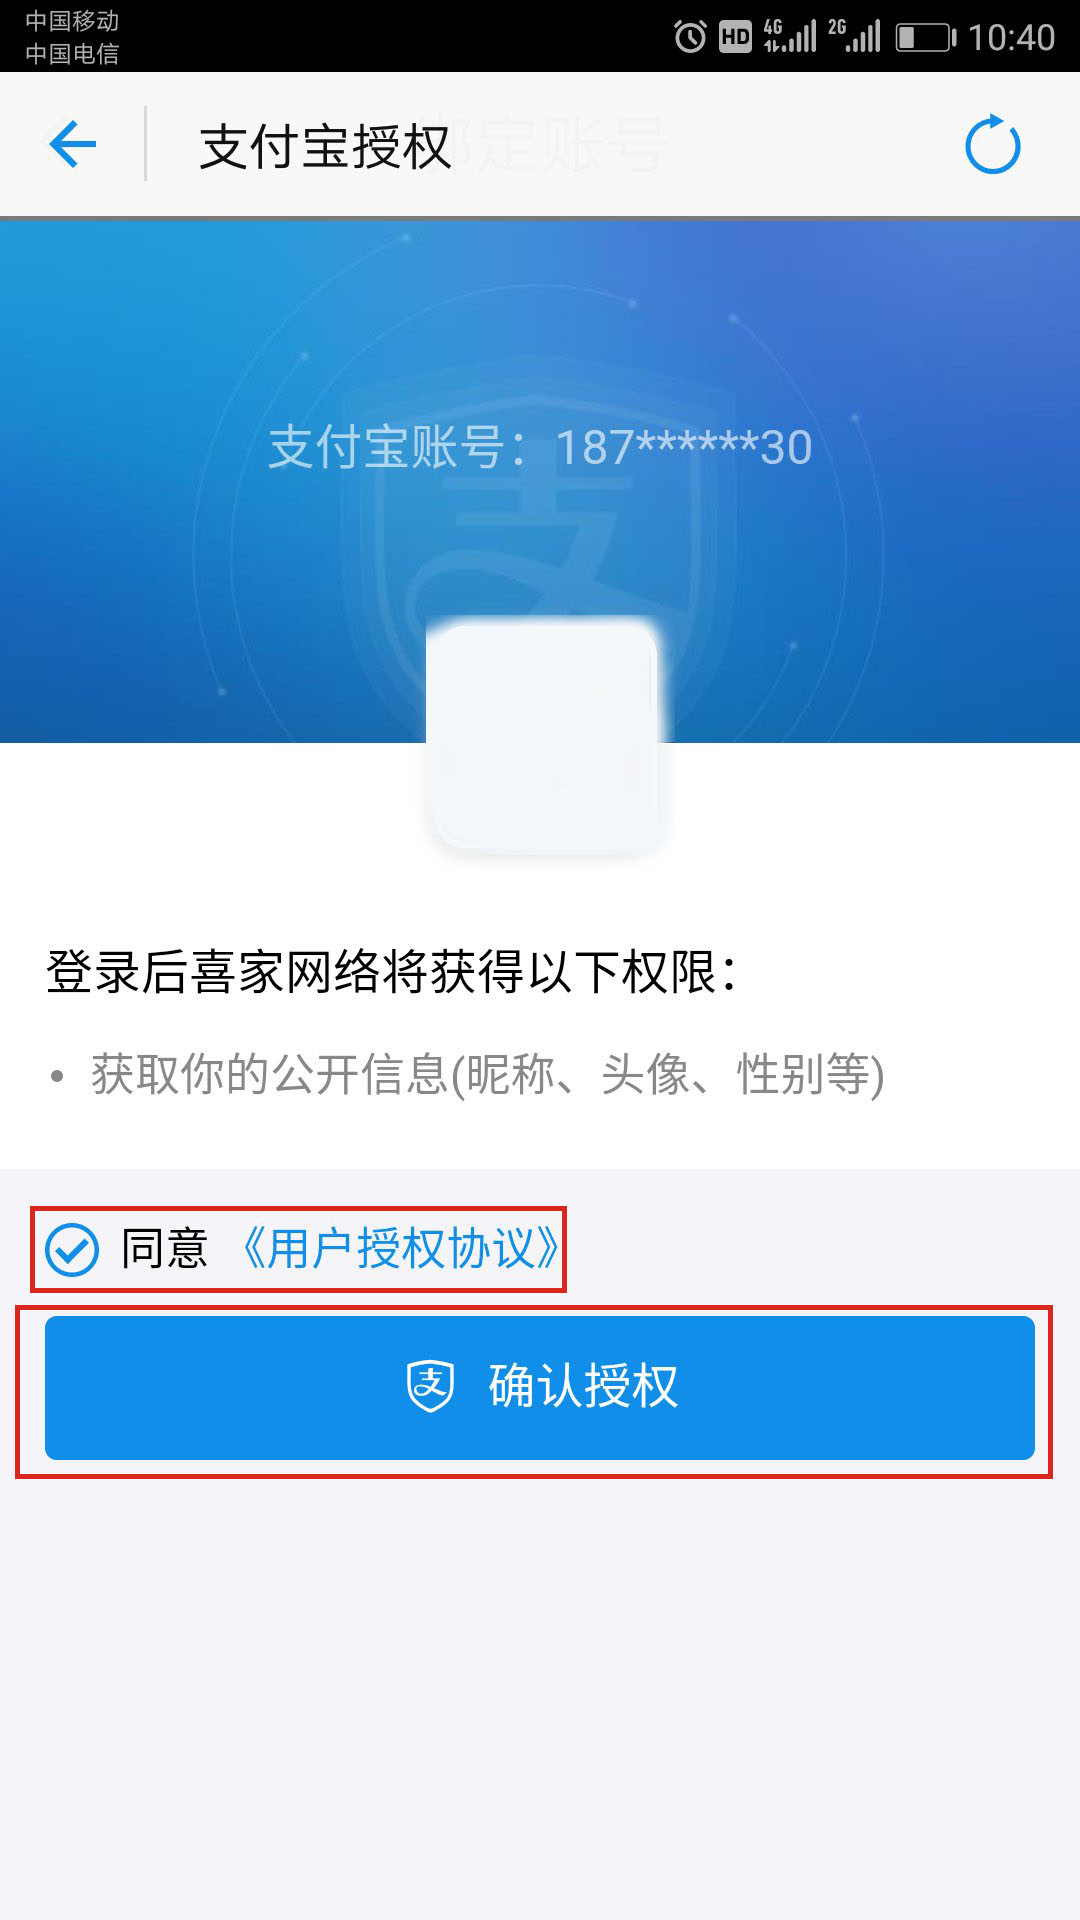 中国移动
中国电信
HD 4G 2G 10:40
支付宝授权
绑定账号
支付宝账号：187******30
登录后喜家网络将获得以下权限：
• 获取你的公开信息(昵称、头像、性别等)
同意 《用户授权协议》
确认授权